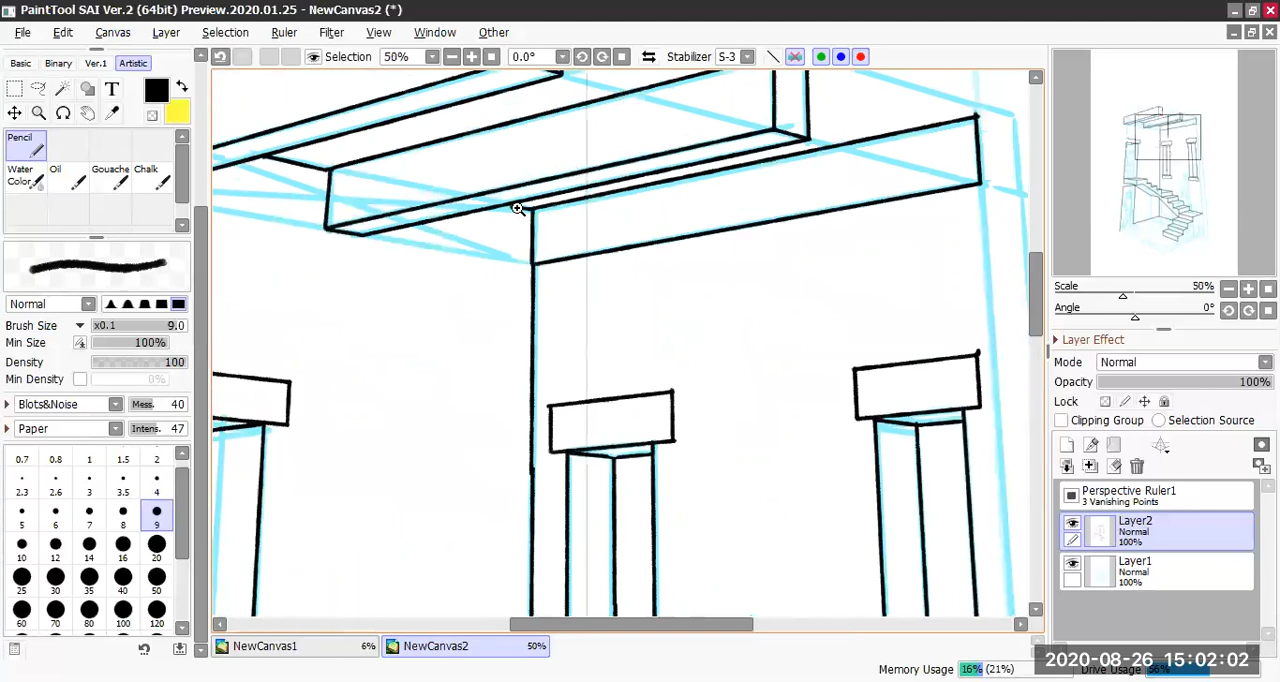 PaintTool SAI Ver.2 (64bit) Preview.2020.01.25 - NewCanvas2 (*)
File Edit Canvas Layer Selection Ruler Filter View Window Other
Basic Binary Ver.1 Artistic
Selection 50% 0.0° Stabilizer S-3
T
Pencil
Water Color Oil Gouache Chalk
Normal
Brush Size x0.1 9.0
Min Size 100%
Density 100
Min Density 0%
Blots&Noise Mess. 40
Paper Intens. 47
0.7 0.8 1 1.5 2
2.3 2.6 3 3.5 4
5 6 7 8 9
10 12 14 16 20
25 30 35 40 50
60 70 80 100 120
Scale 50%
Angle 0°
Layer Effect
Mode Normal
Opacity 100%
Lock
Clipping Group Selection Source
Perspective Ruler1
3 Vanishing Points
Layer2
Normal
100%
Layer1
Normal
100%
NewCanvas1 6% NewCanvas2 50%
Memory Usage 16% (21%) Drive Usage 56%
2020-08-26 15:02:02